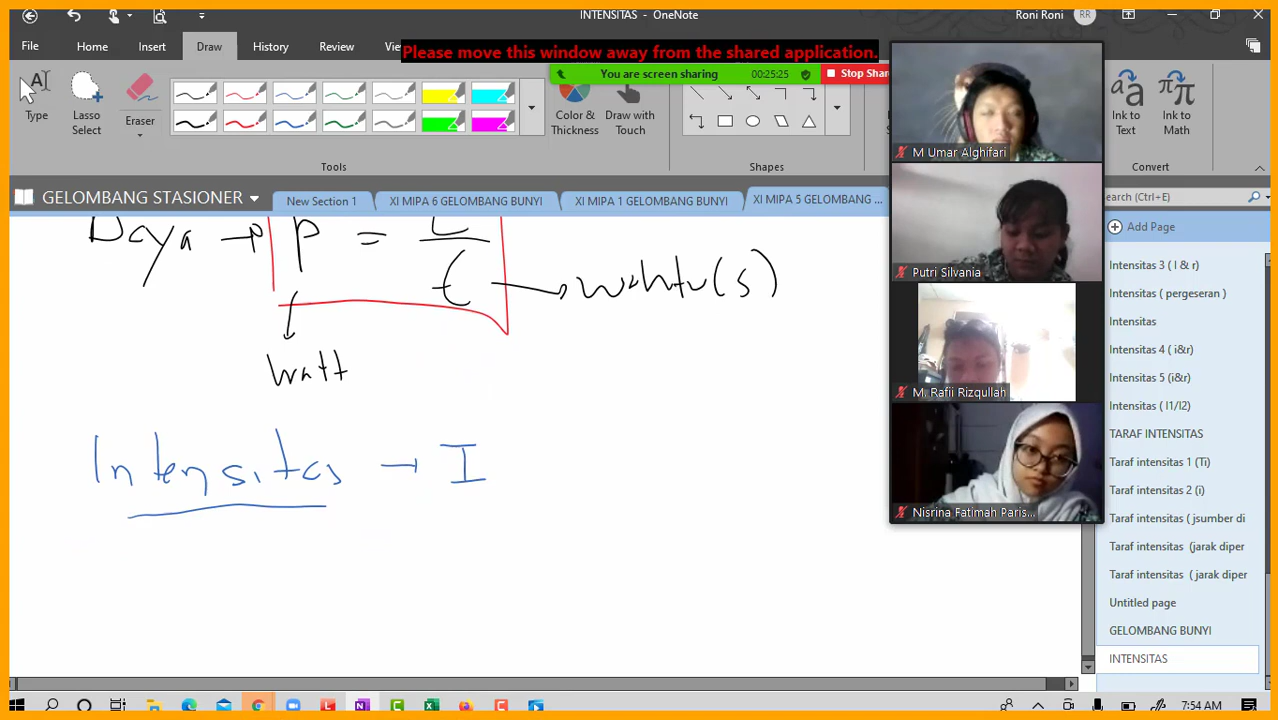 INTENSITAS - OneNote
Roni Roni RR
File Home Insert Draw History Review
Please move this window away from the shared application.
You are screen sharing 00:25:25 Stop Shar
Type
Lasso Select
Eraser
Color & Thickness
Draw with Touch
Ink to Text
Ink to Math
Tools
Shapes
Convert
GELOMBANG STASIONER
New Section 1
XI MIPA 6 GELOMBANG BUNYI
XI MIPA 1 GELOMBANG BUNYI
XI MIPA 5 GELOMBANG ...
earch (Ctrl+E)
Add Page
Intensitas 3 ( I & r)
Intensitas ( pergeseran )
Intensitas
Intensitas 4 ( i&r)
Intensitas 5 (i&r)
Intensitas ( I1/I2)
TARAF INTENSITAS
Taraf intensitas 1 (Ti)
Taraf intensitas 2 (i)
Taraf intensitas ( jsumber di
Taraf intensitas (jarak diper
Taraf intensitas ( jarak diper
Untitled page
GELOMBANG BUNYI
INTENSITAS
M Umar Alghifari
Putri Silvania
M. Rafii Rizqullah
Nisrina Fatimah Paris...
Daya → P =
t → waktu (s)
watt
Intensitas → I
7:54 AM